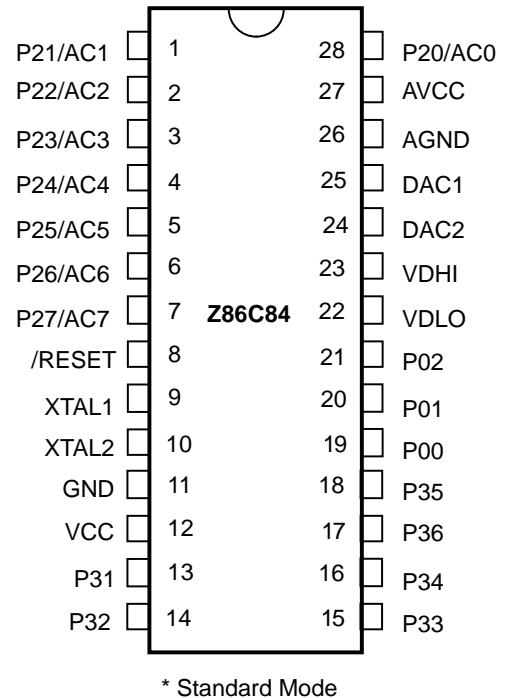 P21/AC1 1 28 P20/AC0
P22/AC2 2 27 AVCC
P23/AC3 3 26 AGND
P24/AC4 4 25 DAC1
P25/AC5 5 24 DAC2
P26/AC6 6 23 VDHI
P27/AC7 7 Z86C84 22 VDLO
/RESET 8 21 P02
XTAL1 9 20 P01
XTAL2 10 19 P00
GND 11 18 P35
VCC 12 17 P36
P31 13 16 P34
P32 14 15 P33
* Standard Mode